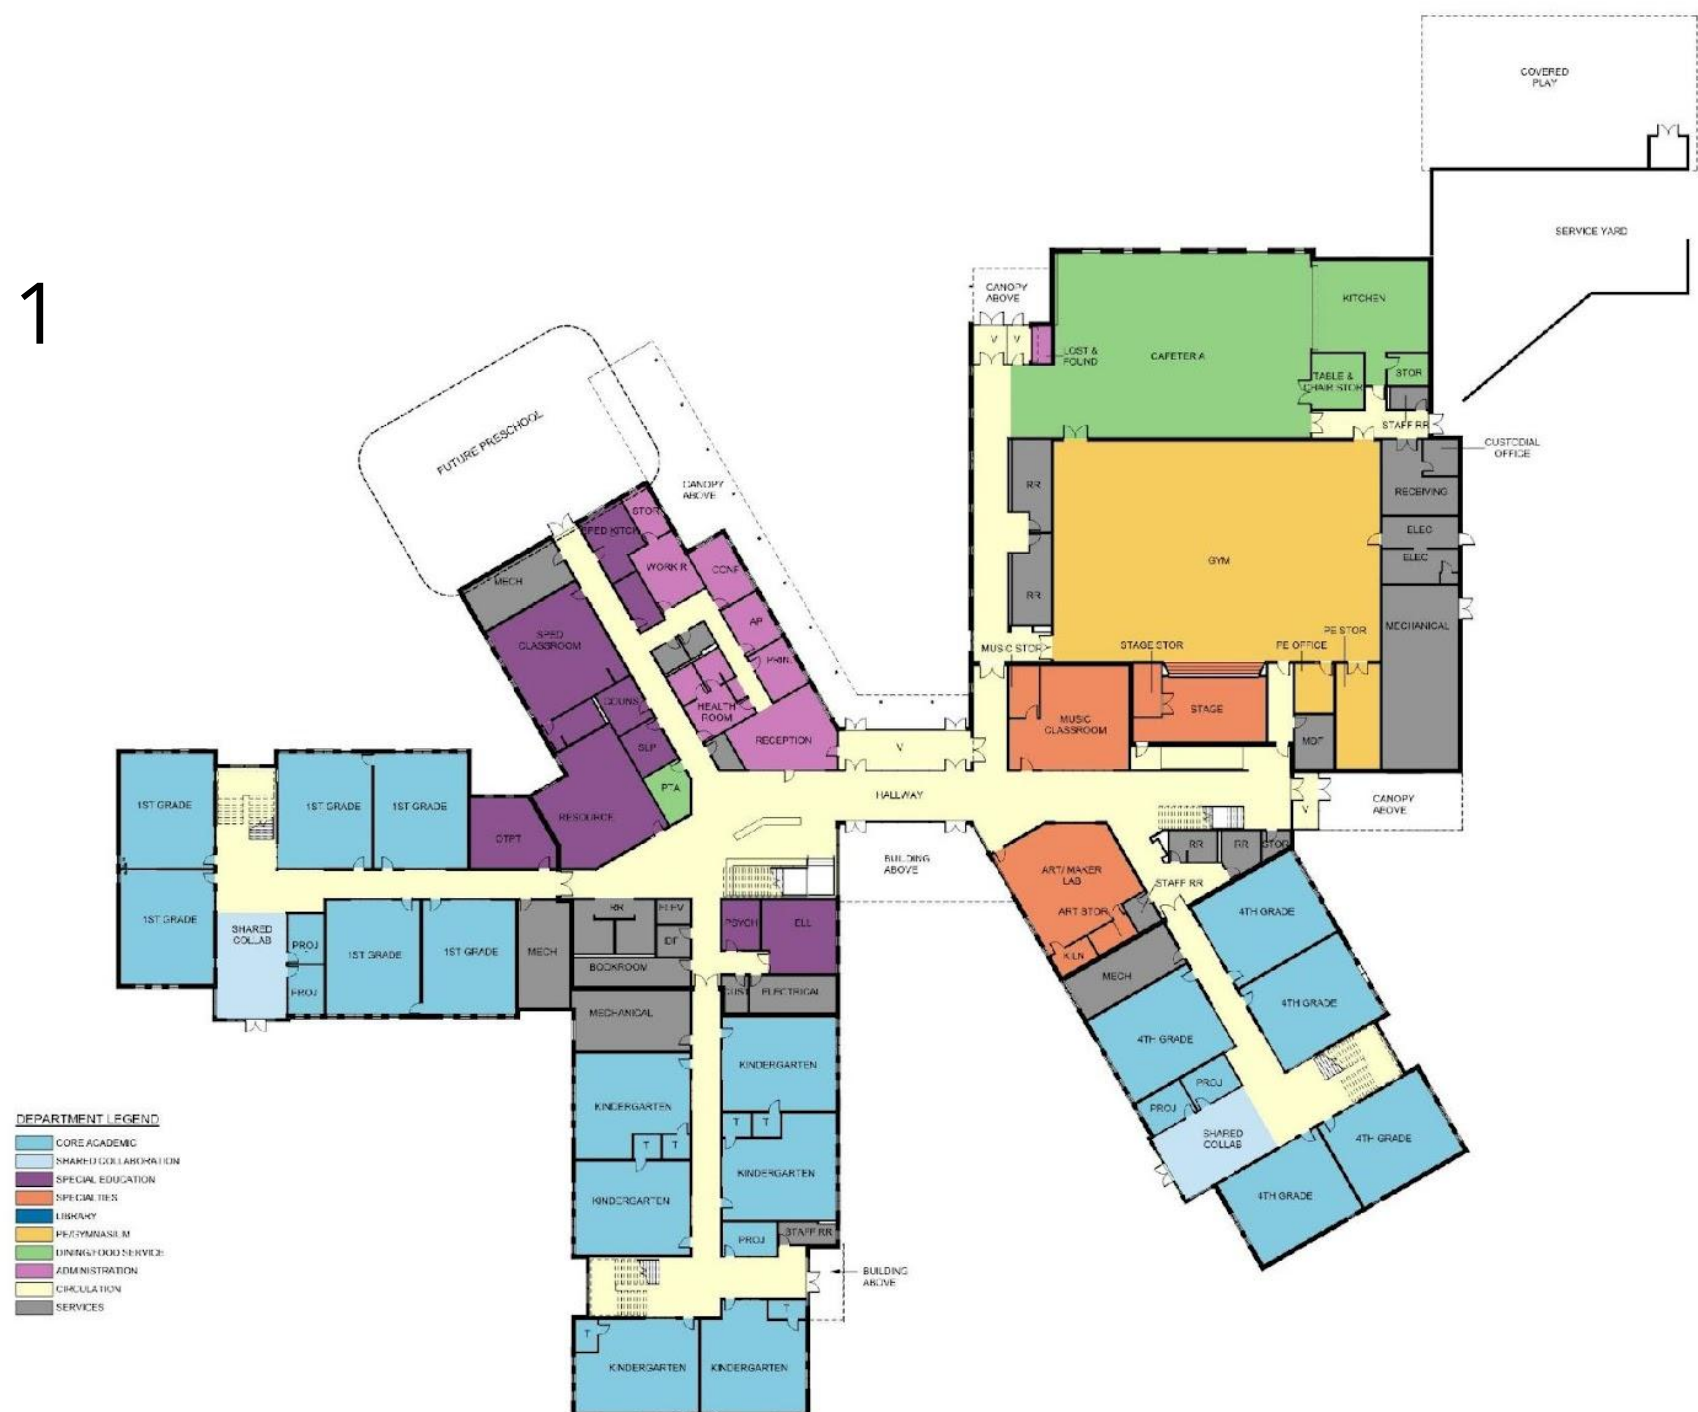 COVERED
PLAY
SERVICE YARD
1
CANOPY
ABOVE
KITCHEN
V
V
LOST &
FOUND
CAFETERIA
TABLE &
CHAIR STOR
STOR
STAFF RR
CUSTODIAL
OFFICE
FUTURE PRESCHOOL
CANOPY
ABOVE
RR
RECEIVING
ELEC
ELEC
GYM
RR
MECHANICAL
SPED KITCH
STOR
WORK R
CONF
MECH
AP
PRIN.
SPED
CLASSROOM
COUNS
HEALTH
ROOM
SLP
RECEPTION
PTA
RESOURCE
OTPT
MUSIC STOR
STAGE STOR
PE OFFICE
PE STOR
MUSIC
CLASSROOM
STAGE
MDF
V
HALLWAY
CANOPY
ABOVE
V
1ST GRADE
1ST GRADE
1ST GRADE
1ST GRADE
SHARED
COLLAB
PROJ
PROJ
1ST GRADE
1ST GRADE
MECH
RR
ELEV
IDF
BOOKROOM
PSYCH
ELL
CUST
ELECTRICAL
MECHANICAL
BUILDING
ABOVE
ART/ MAKER
LAB
ART STOR
KILN
RR
RR
STOR
STAFF RR
MECH
4TH GRADE
4TH GRADE
4TH GRADE
PROJ
PROJ
SHARED
COLLAB
4TH GRADE
4TH GRADE
KINDERGARTEN
KINDERGARTEN
T
T
T
T
KINDERGARTEN
KINDERGARTEN
PROJ
STAFF RR
BUILDING
ABOVE
T
T
KINDERGARTEN
KINDERGARTEN
DEPARTMENT LEGEND
CORE ACADEMIC
SHARED COLLABORATION
SPECIAL EDUCATION
SPECIALTIES
LIBRARY
PE/GYMNASIUM
DINING/FOOD SERVICE
ADMINISTRATION
CIRCULATION
SERVICES